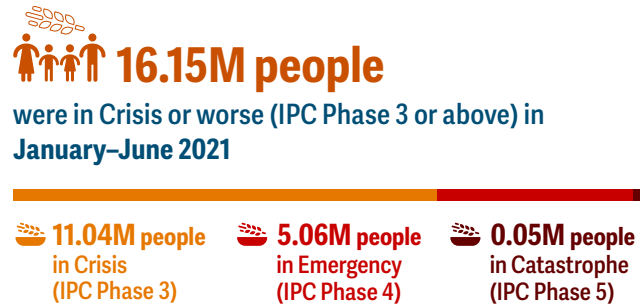 16.15M people
were in Crisis or worse (IPC Phase 3 or above) in
January–June 2021
11.04M people
in Crisis
(IPC Phase 3)
5.06M people
in Emergency
(IPC Phase 4)
0.05M people
in Catastrophe
(IPC Phase 5)